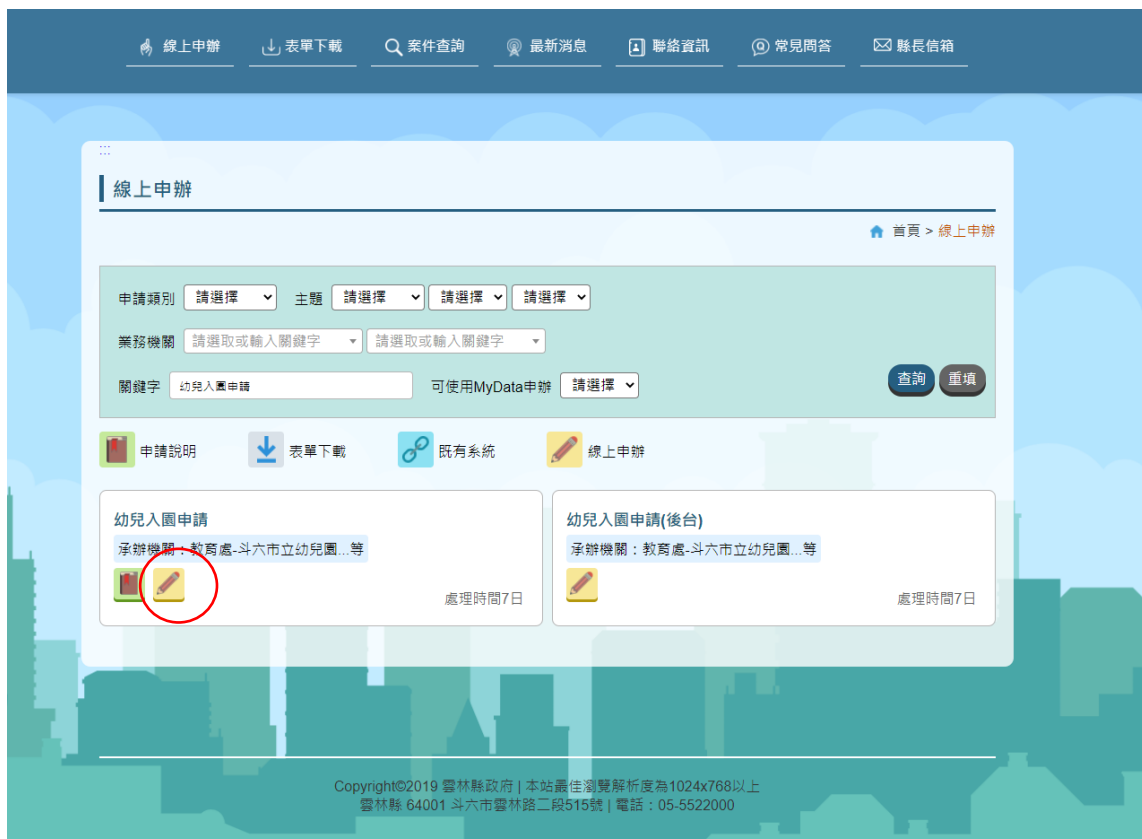 線上申辦 表單下載 案件查詢 最新消息 聯絡資訊 常見問答 縣長信箱
:::
線上申辦
首頁 > 線上申辦
申請類別 請選擇 主題 請選擇 請選擇 請選擇
業務機關 請選取或輸入關鍵字 請選取或輸入關鍵字
關鍵字 幼兒入園申請 可使用MyData申辦 請選擇 查詢 重填
申請說明 表單下載 既有系統 線上申辦
幼兒入園申請
承辦機關：教育處-斗六市立幼兒園...等
處理時間7日
幼兒入園申請(後台)
承辦機關：教育處-斗六市立幼兒園...等
處理時間7日
Copyright©2019 雲林縣政府 | 本站最佳瀏覽解析度為1024x768以上
雲林縣 64001 斗六市雲林路二段515號 | 電話：05-5522000